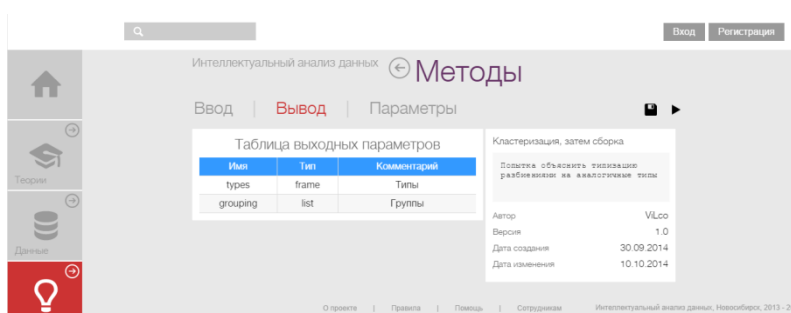 Вход Регистрация
Интеллектуальный анализ данных Методы
Ввод | Вывод | Параметры
Таблица выходных параметров
Имя Тип Комментарий
types frame Типы
grouping list Группы
Кластеризация, затем сборка
Попытка объяснить типизацию
разбиениями на аналогичные типы
Автор ViLco
Версия 1.0
Дата создания 30.09.2014
Дата изменения 10.10.2014
Теории
Данные
О проекте | Правила | Помощь | Сотрудникам Интеллектуальный анализ данных, Новосибирск, 2013 - 2